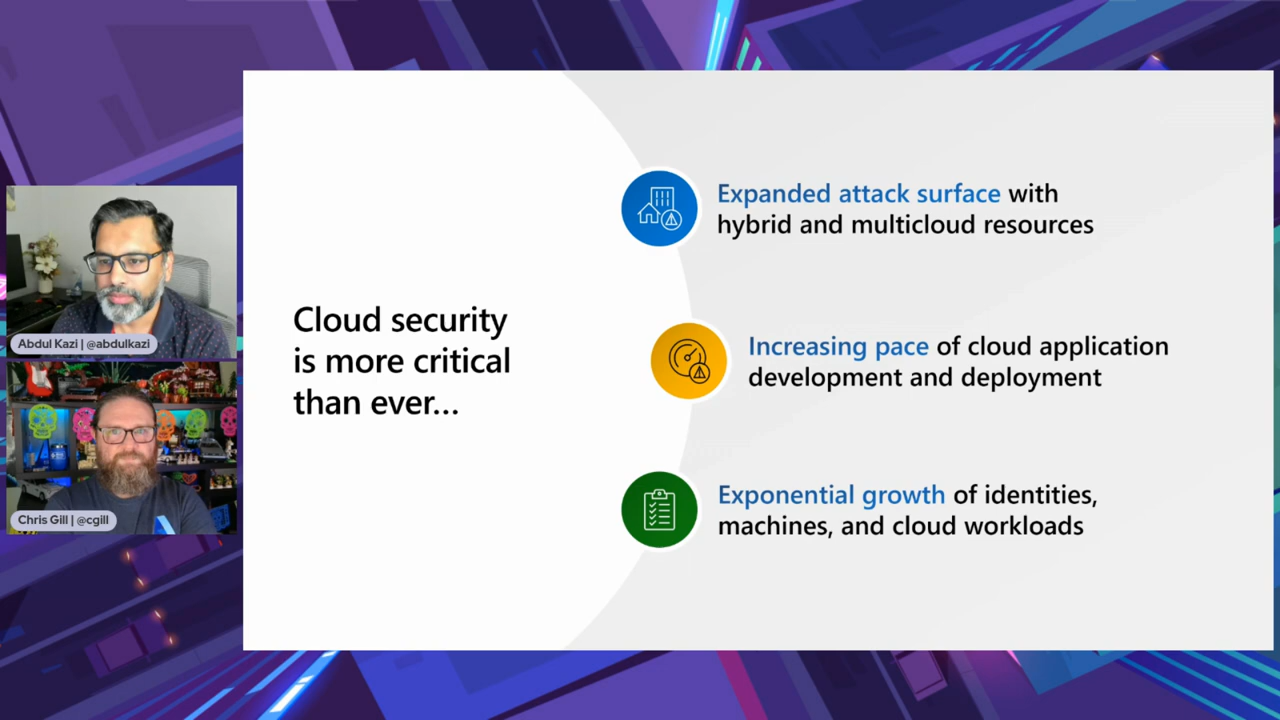 Cloud security
is more critical
than ever...
Expanded attack surface with
hybrid and multicloud resources
Increasing pace of cloud application
development and deployment
Exponential growth of identities,
machines, and cloud workloads
Abdul Kazi | @abdulkazi
Chris Gill | @cgill